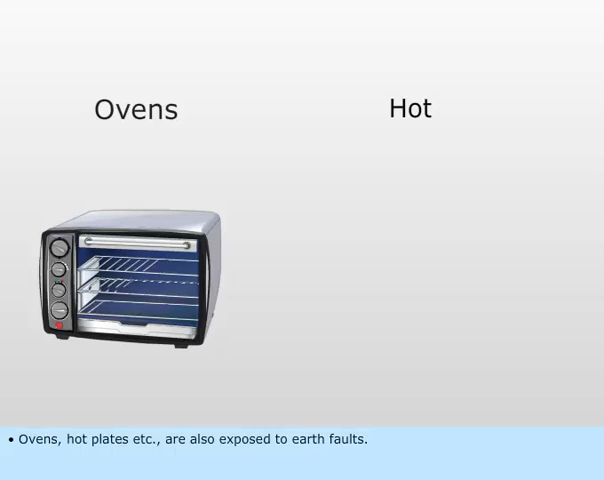 Ovens
Hot
• Ovens, hot plates etc., are also exposed to earth faults.